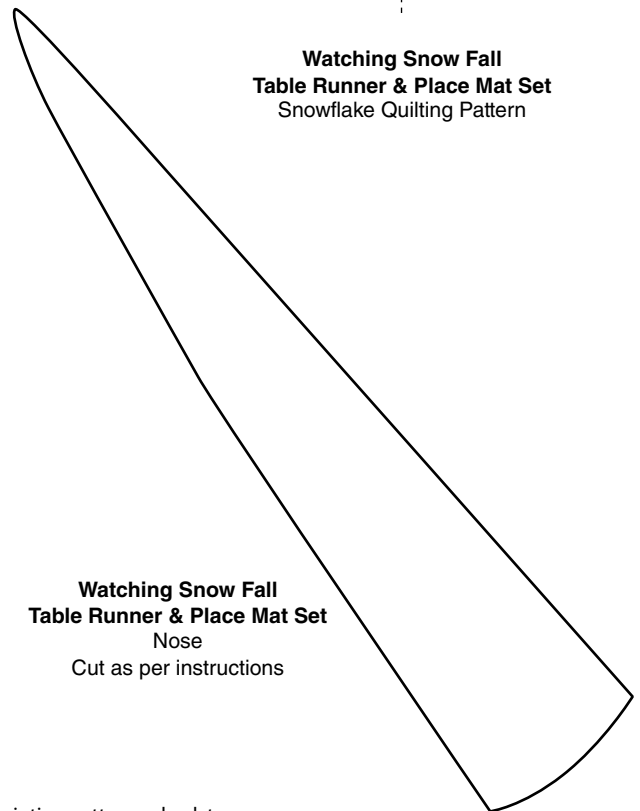 Watching Snow Fall
Table Runner & Place Mat Set
Snowflake Quilting Pattern
Watching Snow Fall
Table Runner & Place Mat Set
Nose
Cut as per instructions